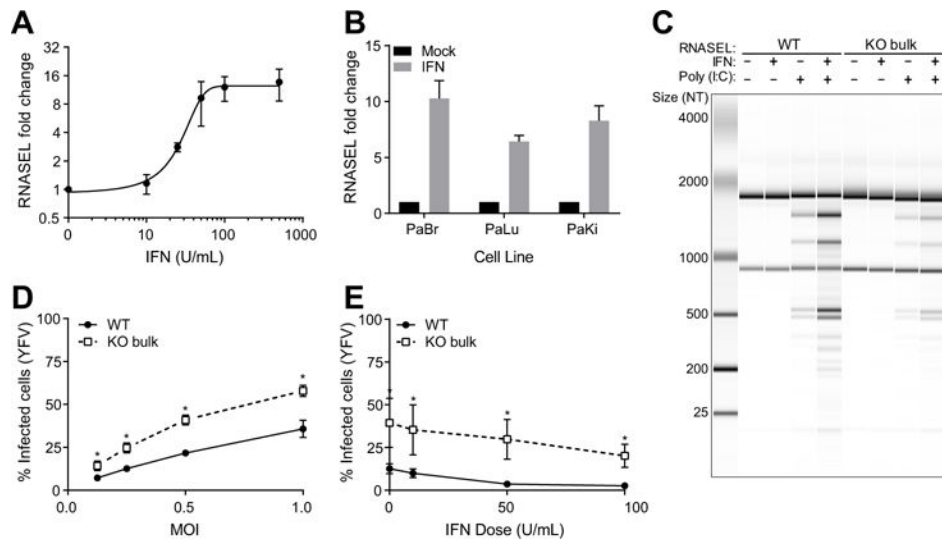 A
RNASEL fold change
32
16
8
4
2
1
0.5
0
10
100
1000
IFN (U/mL)
B
Mock
IFN
RNASEL fold change
15
10
5
0
PaBr
PaLu
PaKi
Cell Line
C
RNASEL: WT KO bulk
IFN: - + - + - + - +
Poly (I:C) - - + + - - + +
Size (NT)
4000
2000
1000
500
200
25
D
WT
KO bulk
% Infected cells (YFV)
100
75
50
25
0
* * * *
0.0
0.5
1.0
MOI
E
WT
KO bulk
% Infected cells (YFV)
100
75
50
25
0
* * * *
0
50
100
IFN Dose (U/mL)